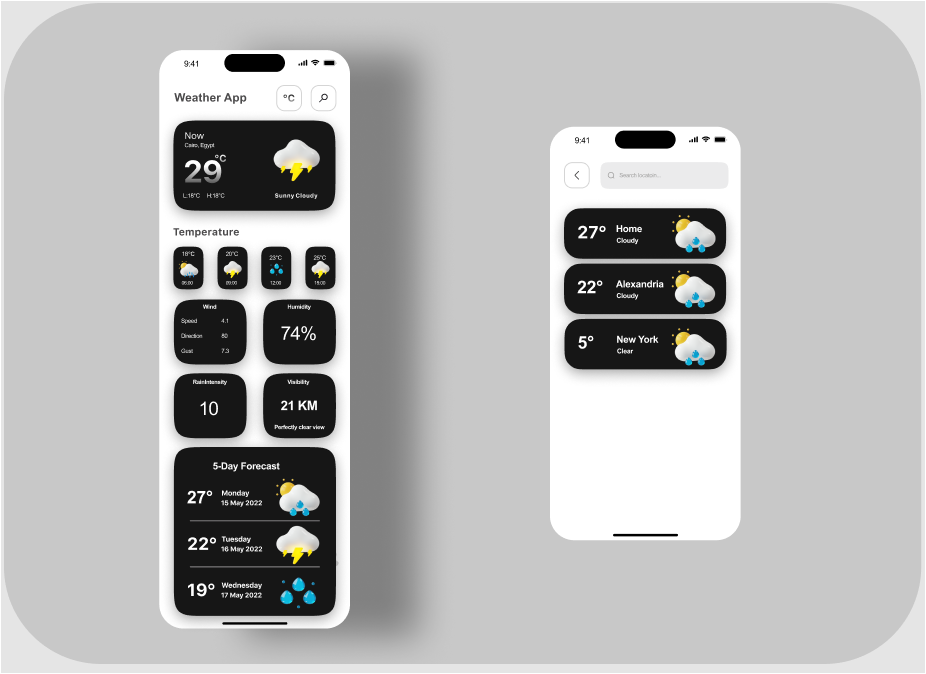 9:41
Weather App
°C
Now
Cairo, Egypt
29°C
L:18°C H:18°C
Sunny Cloudy
Temperature
18°C 20°C 23°C 25°C
05:00 09:00 12:00 15:00
Wind
Speed 4.1
Direction 80
Gust 7.3
Humidity
74%
RainIntensity
10
Visibility
21 KM
Perfectly clear view
5-Day Forecast
27° Monday
15 May 2022
22° Tuesday
16 May 2022
19° Wednesday
17 May 2022
9:41
Search location...
27° Home
Cloudy
22° Alexandria
Cloudy
5° New York
Clear